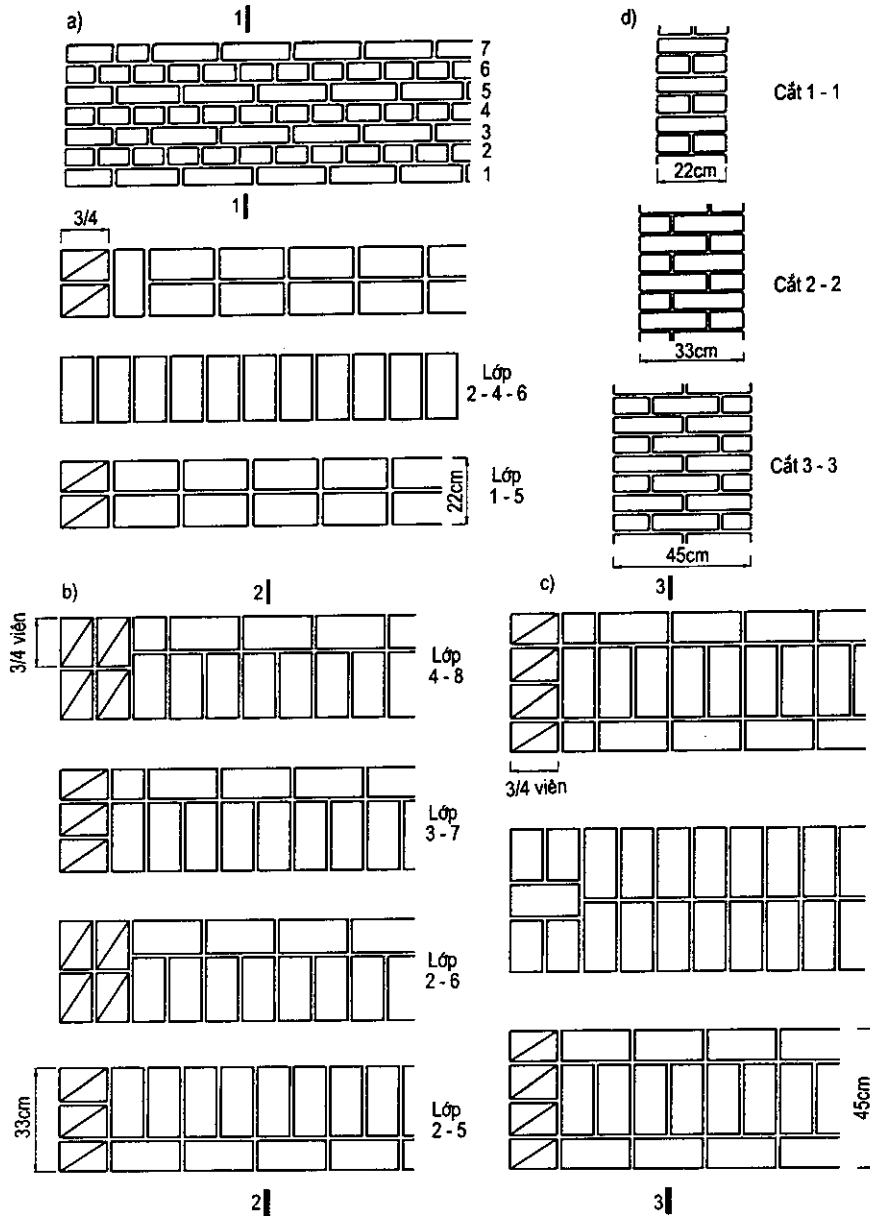 a)
1
7
6
5
4
3
2
1
1
3/4
Lớp
2 - 4 - 6
22cm
Lớp
1 - 5
d)
Cắt 1 - 1
22cm
Cắt 2 - 2
33cm
Cắt 3 - 3
45cm
b)
2
3/4 viên
Lớp
4 - 8
Lớp
3 - 7
Lớp
2 - 6
33cm
Lớp
2 - 5
2
c)
3
3/4 viên
45cm
3